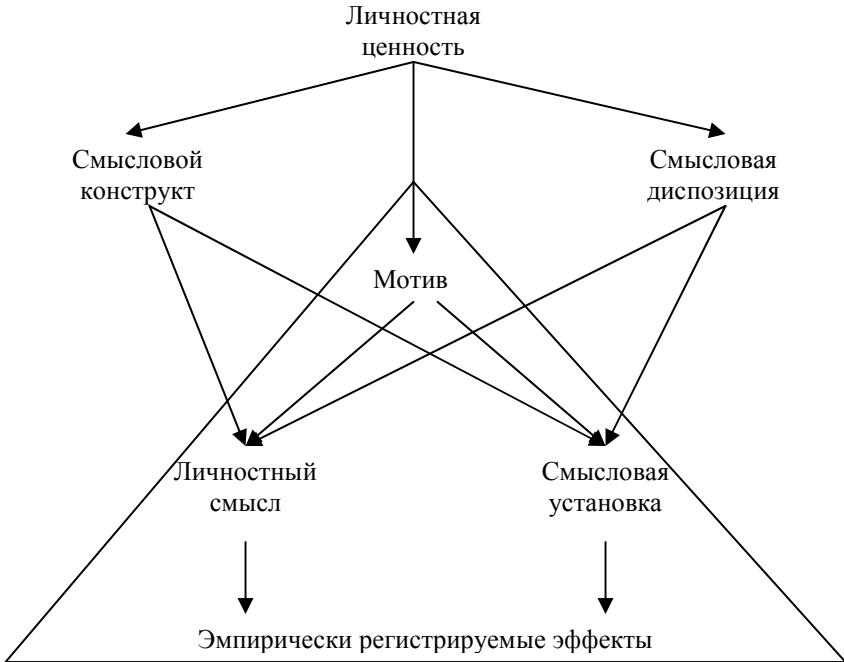 Личностная
ценность
Смысловой
конструкт
Смысловая
диспозиция
Мотив
Личностный
смысл
Смысловая
установка
Эмпирически регистрируемые эффекты